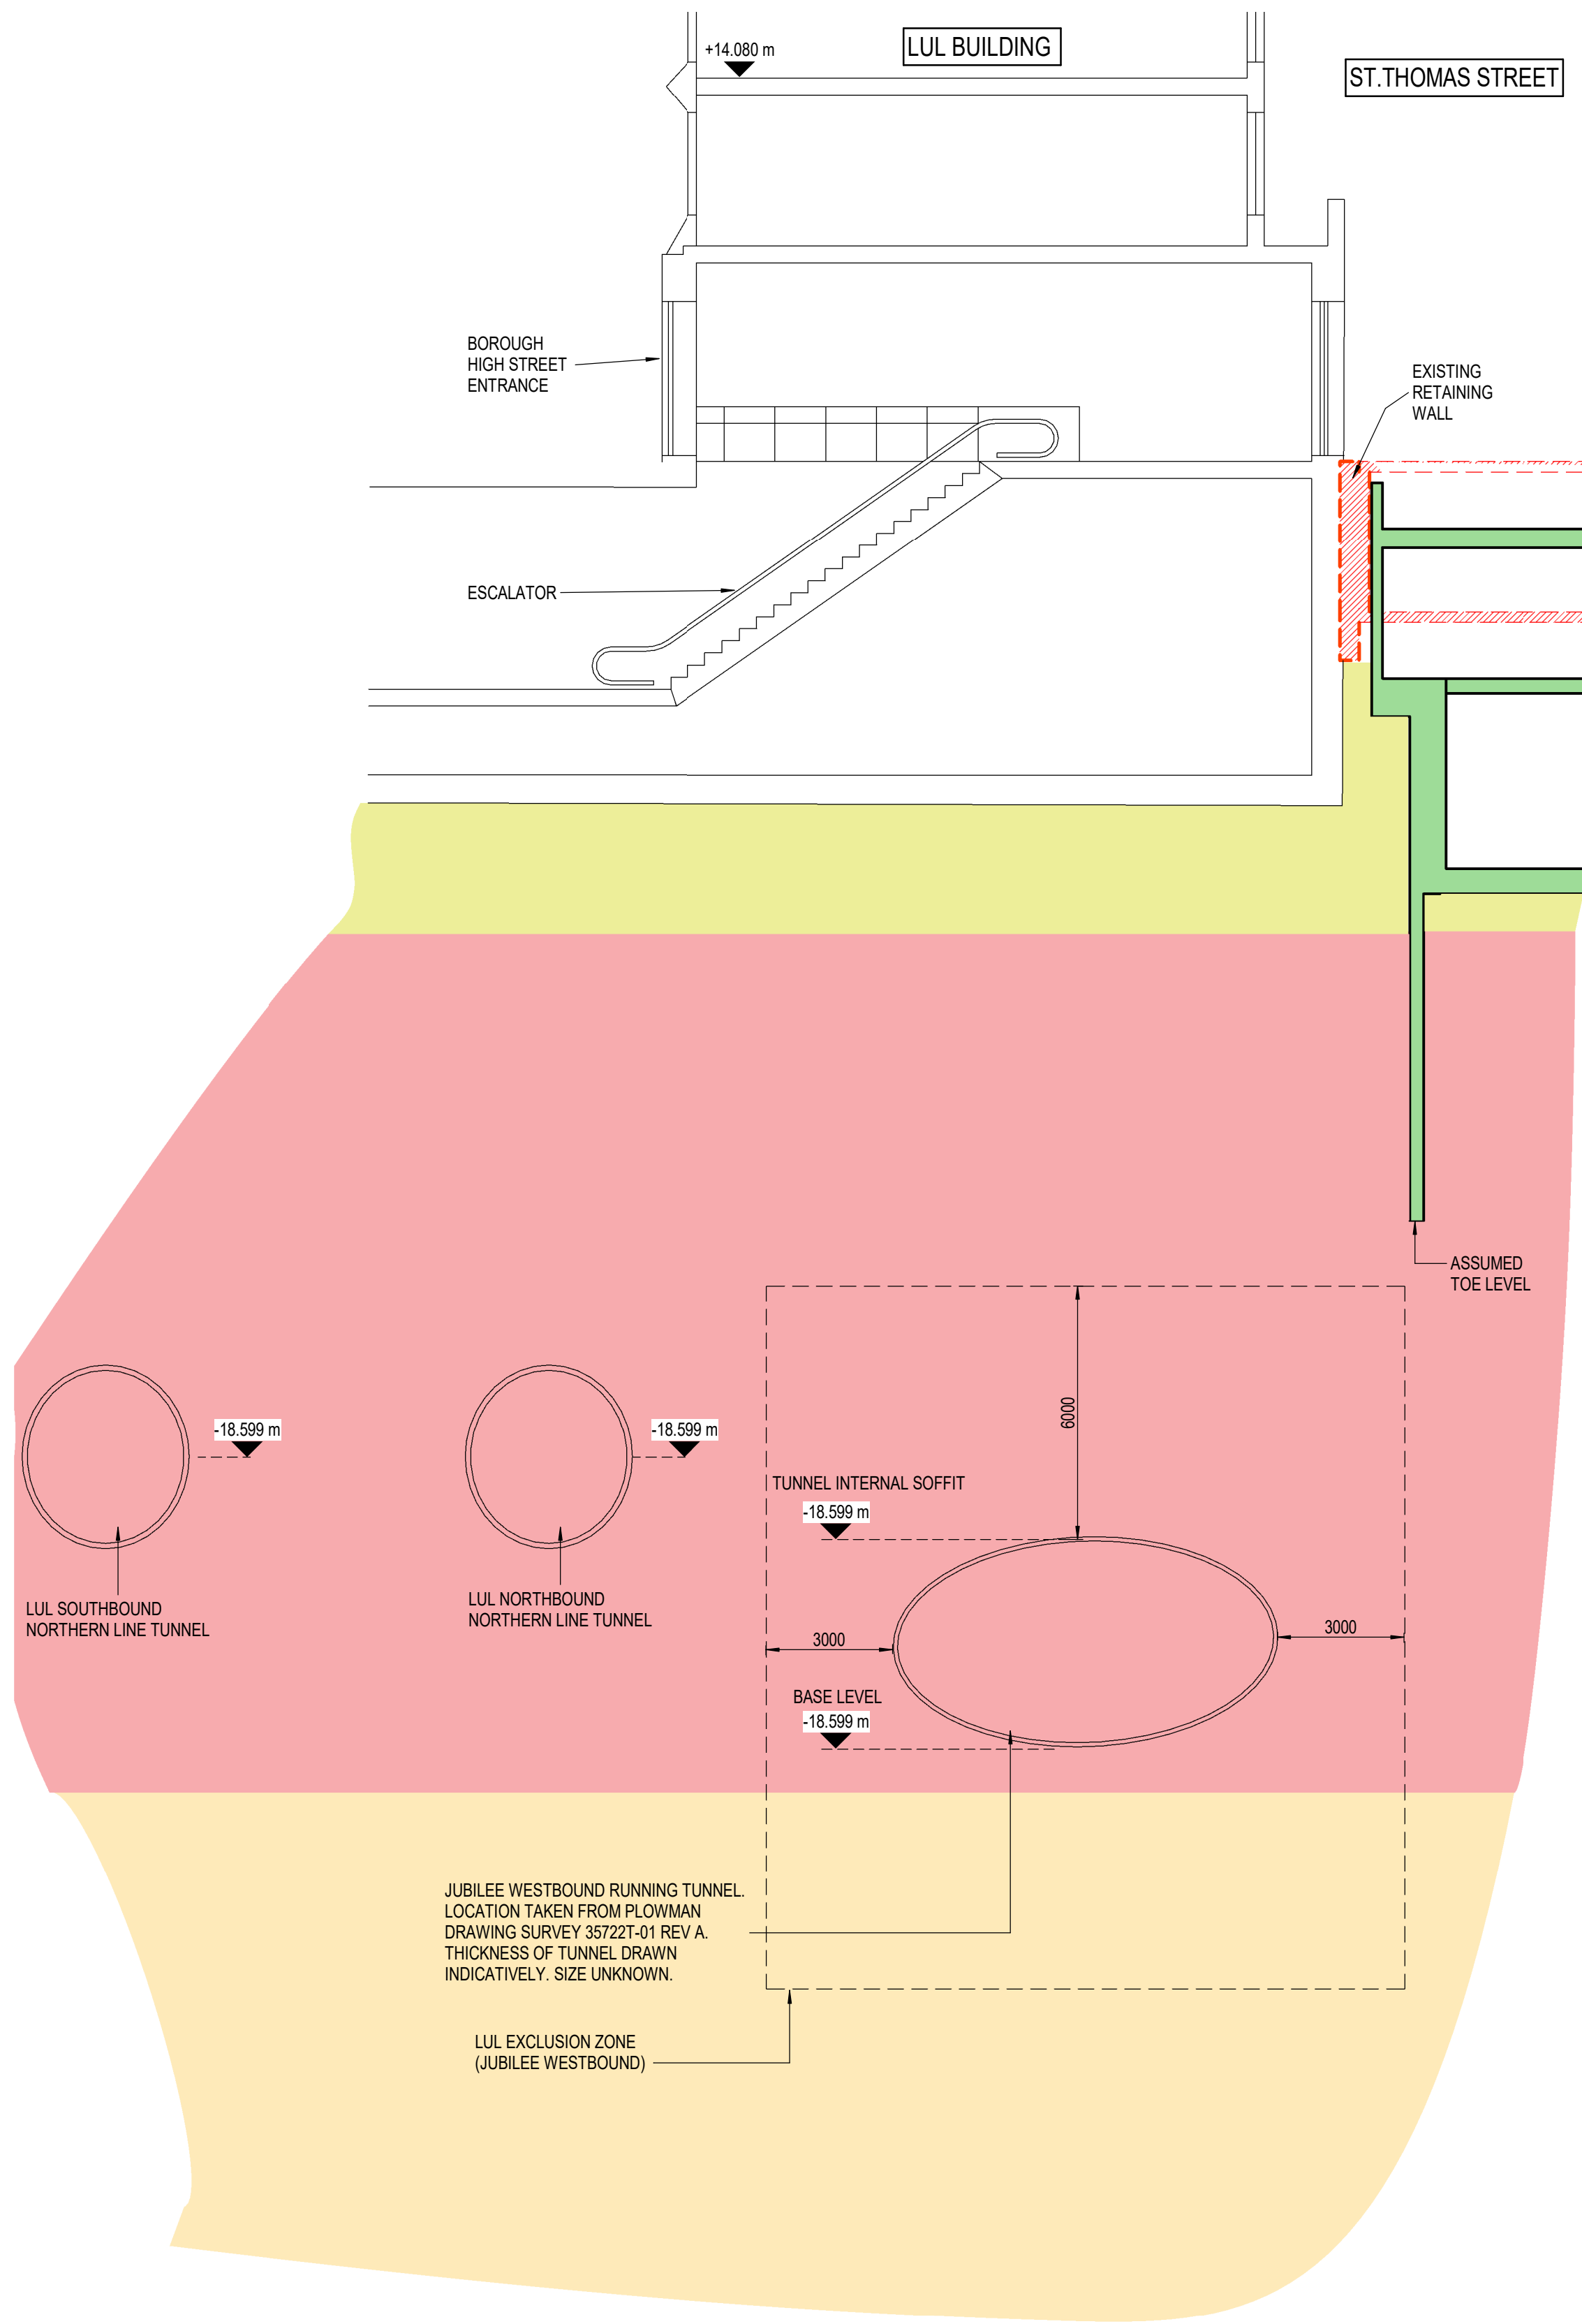 +14.080 m
LUL BUILDING
ST.THOMAS STREET
BOROUGH
HIGH STREET
ENTRANCE
EXISTING
RETAINING
WALL
ESCALATOR
ASSUMED
TOE LEVEL
6000
-18.599 m
-18.599 m
TUNNEL INTERNAL SOFFIT
-18.599 m
LUL SOUTHBOUND
NORTHERN LINE TUNNEL
LUL NORTHBOUND
NORTHERN LINE TUNNEL
3000
3000
BASE LEVEL
-18.599 m
JUBILEE WESTBOUND RUNNING TUNNEL.
LOCATION TAKEN FROM PLOWMAN
DRAWING SURVEY 35722T-01 REV A.
THICKNESS OF TUNNEL DRAWN
INDICATIVELY. SIZE UNKNOWN.
LUL EXCLUSION ZONE
(JUBILEE WESTBOUND)